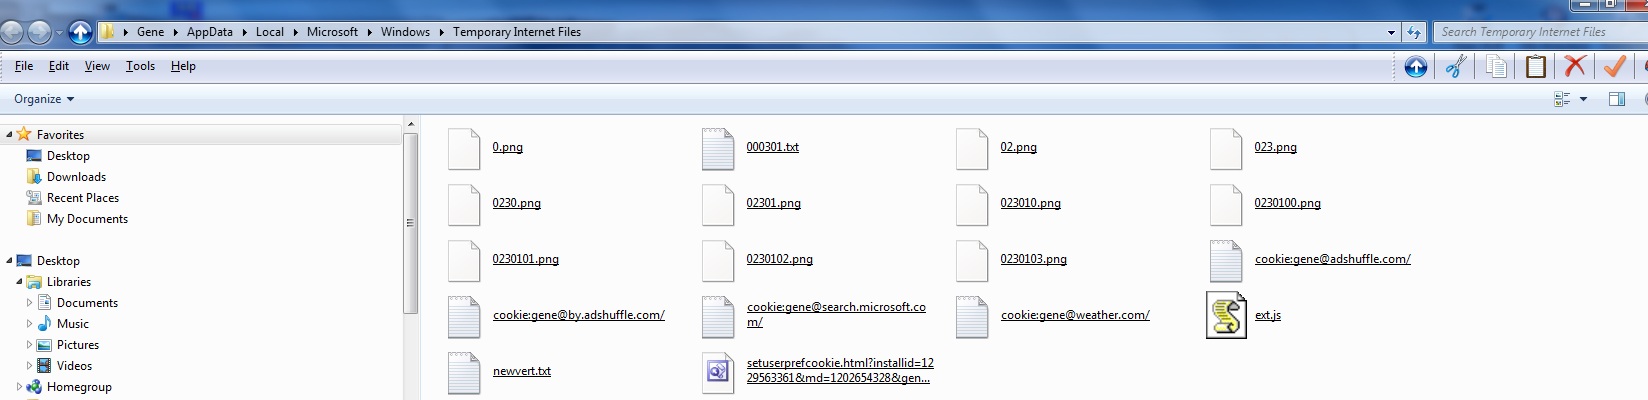 Gene AppData Local Microsoft Windows Temporary Internet Files
Search Temporary Internet Files
File Edit View Tools Help
Organize
Favorites
Desktop
Downloads
Recent Places
My Documents
Desktop
Libraries
Documents
Music
Pictures
Videos
Homegroup
0.png
000301.txt
02.png
023.png
0230.png
02301.png
023010.png
0230100.png
0230101.png
0230102.png
0230103.png
cookie:gene@adshuffle.com/
cookie:gene@by.adshuffle.com/
cookie:gene@search.microsoft.co
m/
cookie:gene@weather.com/
ext.js
newvert.txt
setuserprefcookie.html?installid=12
29563361&md=1202654328&gen...